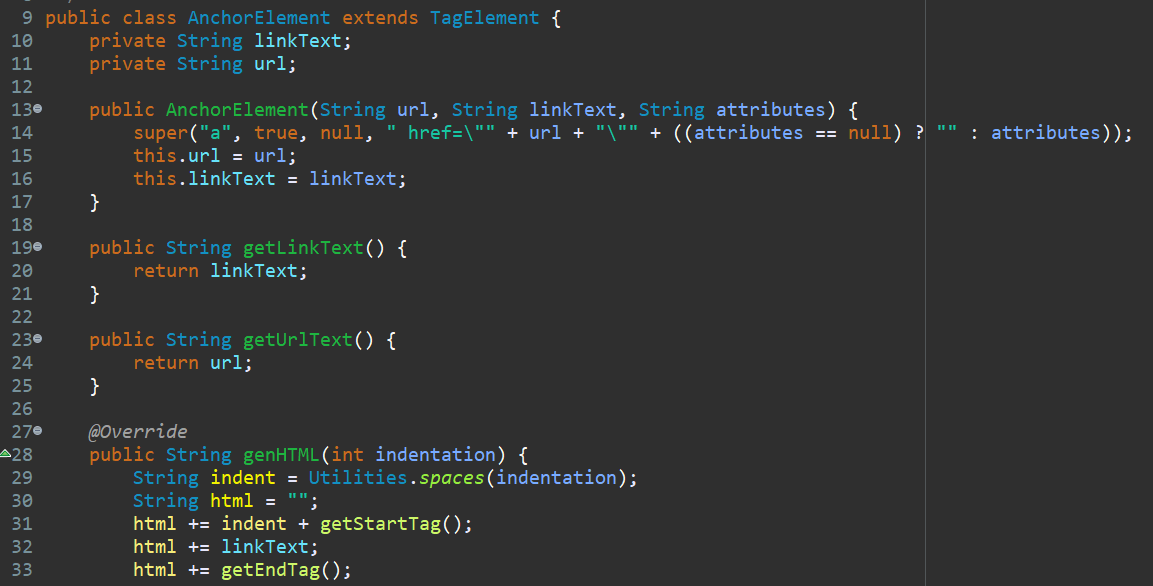 9 public class AnchorElement extends TagElement {
10     private String linkText;
11     private String url;
12
13     public AnchorElement(String url, String linkText, String attributes) {
14         super("a", true, null, " href=\"" + url + "\"" + ((attributes == null) ? "" : attributes));
15         this.url = url;
16         this.linkText = linkText;
17     }
18
19     public String getLinkText() {
20         return linkText;
21     }
22
23     public String getUrlText() {
24         return url;
25     }
26
27     @Override
28     public String genHTML(int indentation) {
29         String indent = Utilities.spaces(indentation);
30         String html = "";
31         html += indent + getStartTag();
32         html += linkText;
33         html += getEndTag();